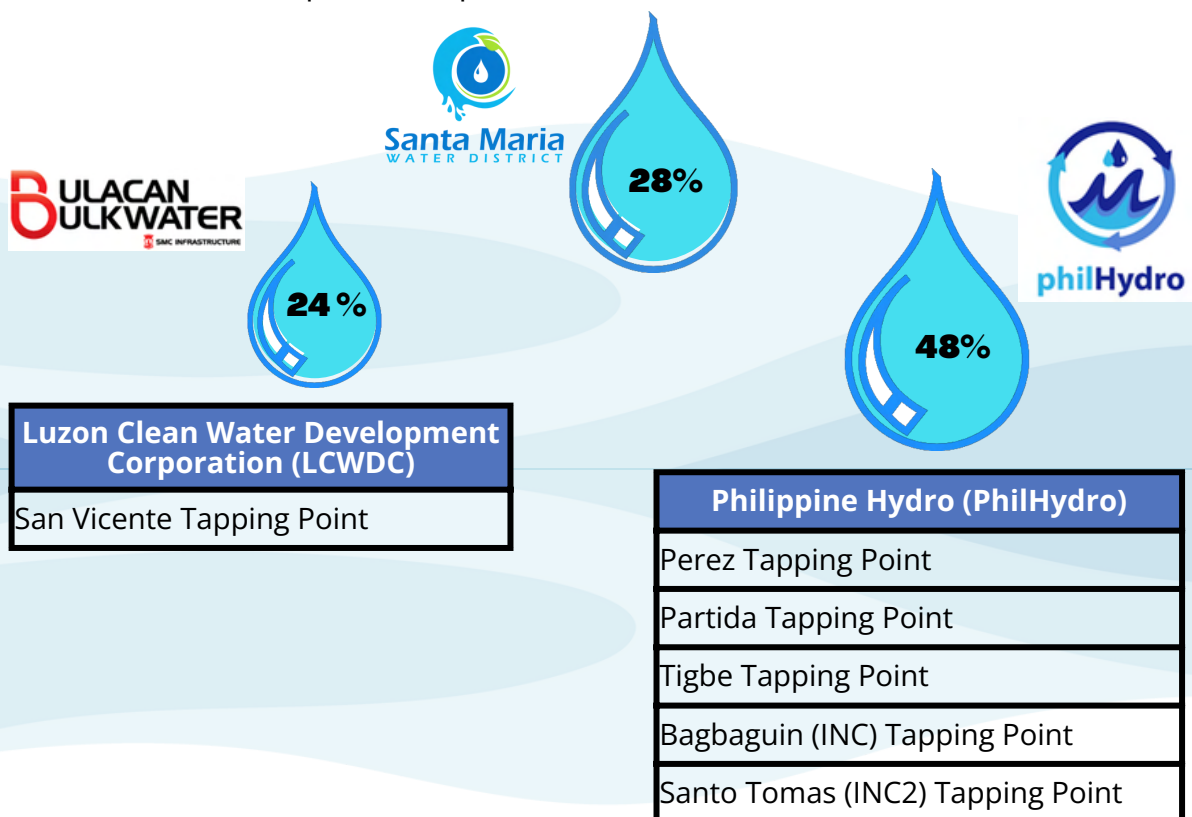 Santa Maria
WATER DISTRICT
28%
BULACAN
BULKWATER
SMC INFRASTRUCTURE
24 %
philHydro
48%
Luzon Clean Water Development
Corporation (LCWDC)
San Vicente Tapping Point
Philippine Hydro (PhilHydro)
Perez Tapping Point
Partida Tapping Point
Tigbe Tapping Point
Bagbaguin (INC) Tapping Point
Santo Tomas (INC2) Tapping Point